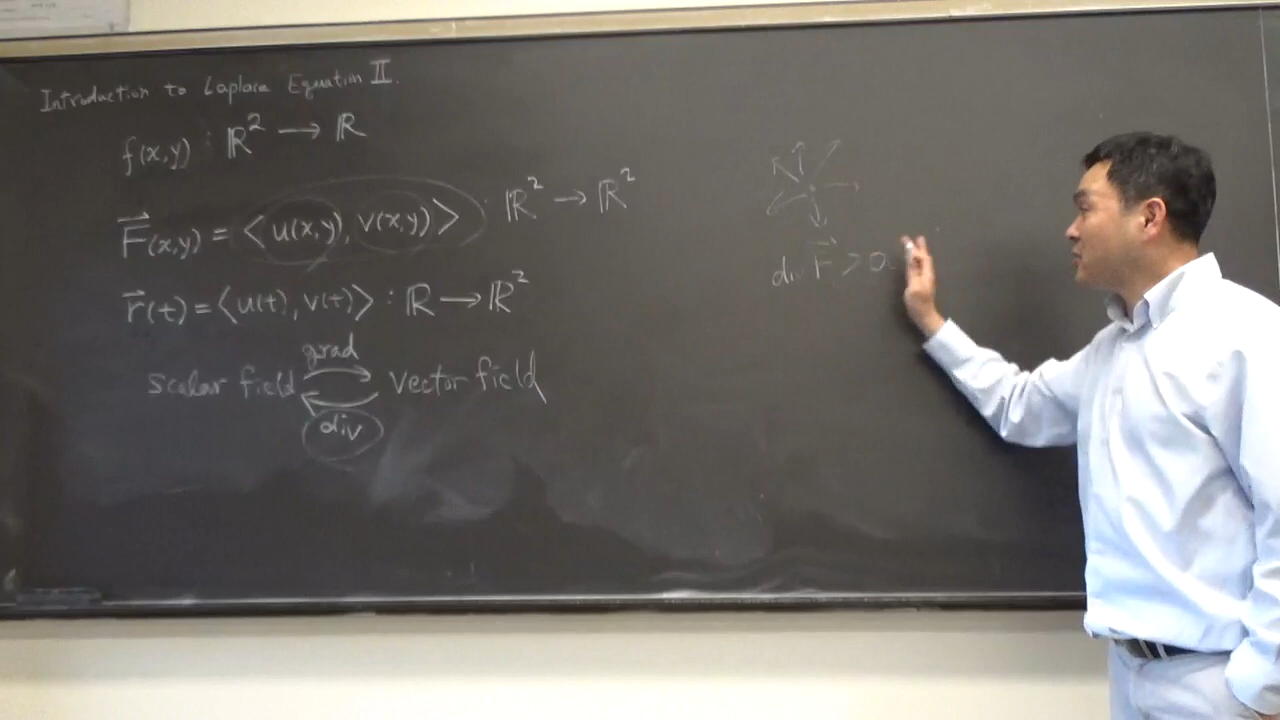 Introduction to Laplace Equation II.
f(x,y) : ℝ² → ℝ
F⃗(x,y) = <u(x,y), v(x,y)> : ℝ² → ℝ²
r⃗(t) = <u(t), v(t)> : ℝ → ℝ²
grad
scalar field ⇄ vector field
div
div F⃗ > 0